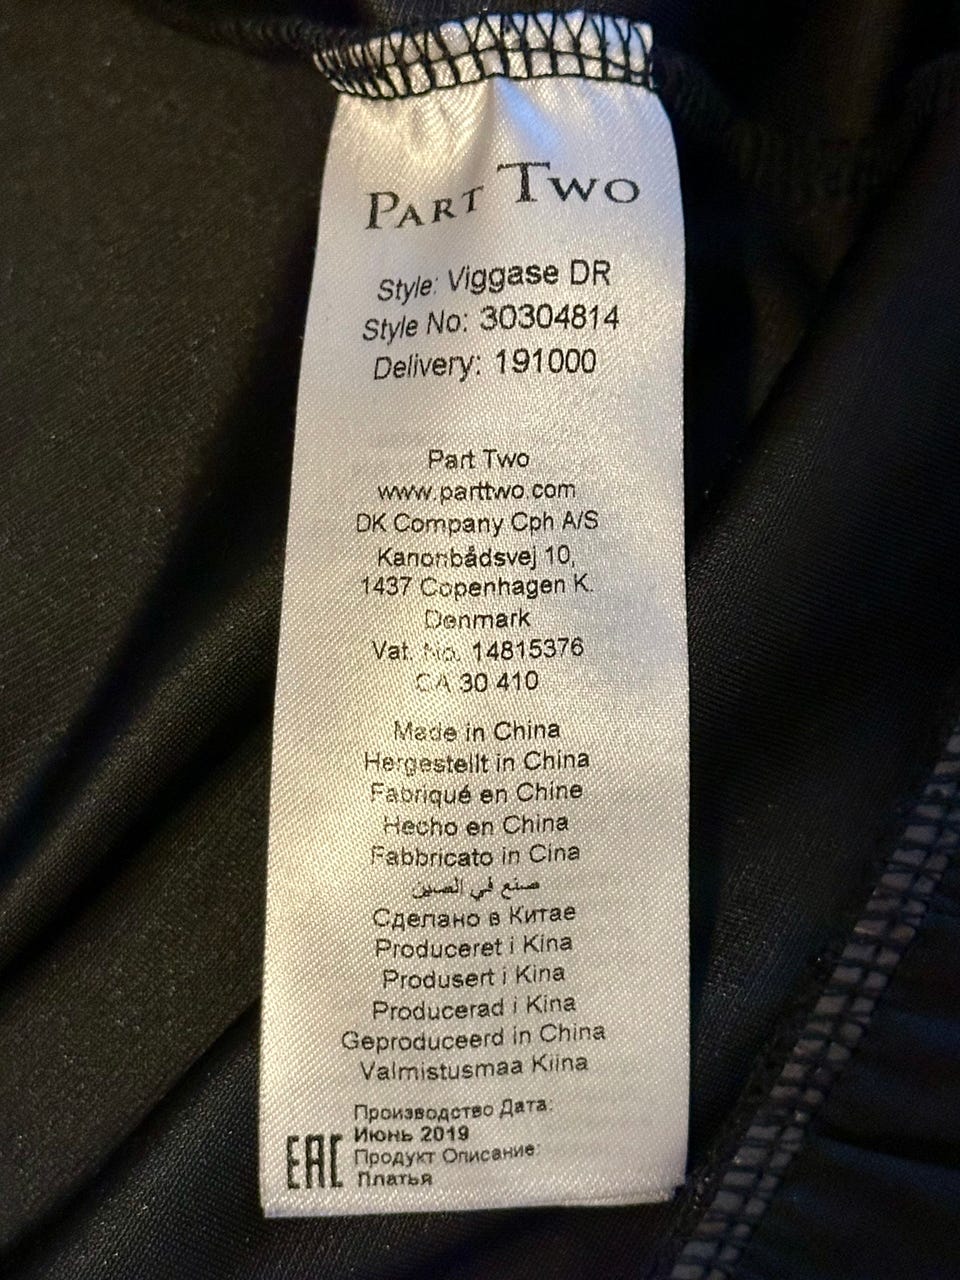 PART TWO
Style: Viggase DR
Style No: 30304814
Delivery: 191000
Part Two
www.parttwo.com
DK Company Cph A/S
Kanonbådsvej 10,
1437 Copenhagen K.
Denmark
Vat. No. 14815376
CA 30 410
Made in China
Hergestellt in China
Fabriqué en Chine
Hecho en China
Fabbricato in Cina
صنع في الصين
Сделано в Китае
Produceret i Kina
Produsert i Kina
Producerad i Kina
Geproduceerd in China
Valmistusmaa Kiina
Производство Дата:
Июнь 2019
Продукт Описание:
Платья
EAC